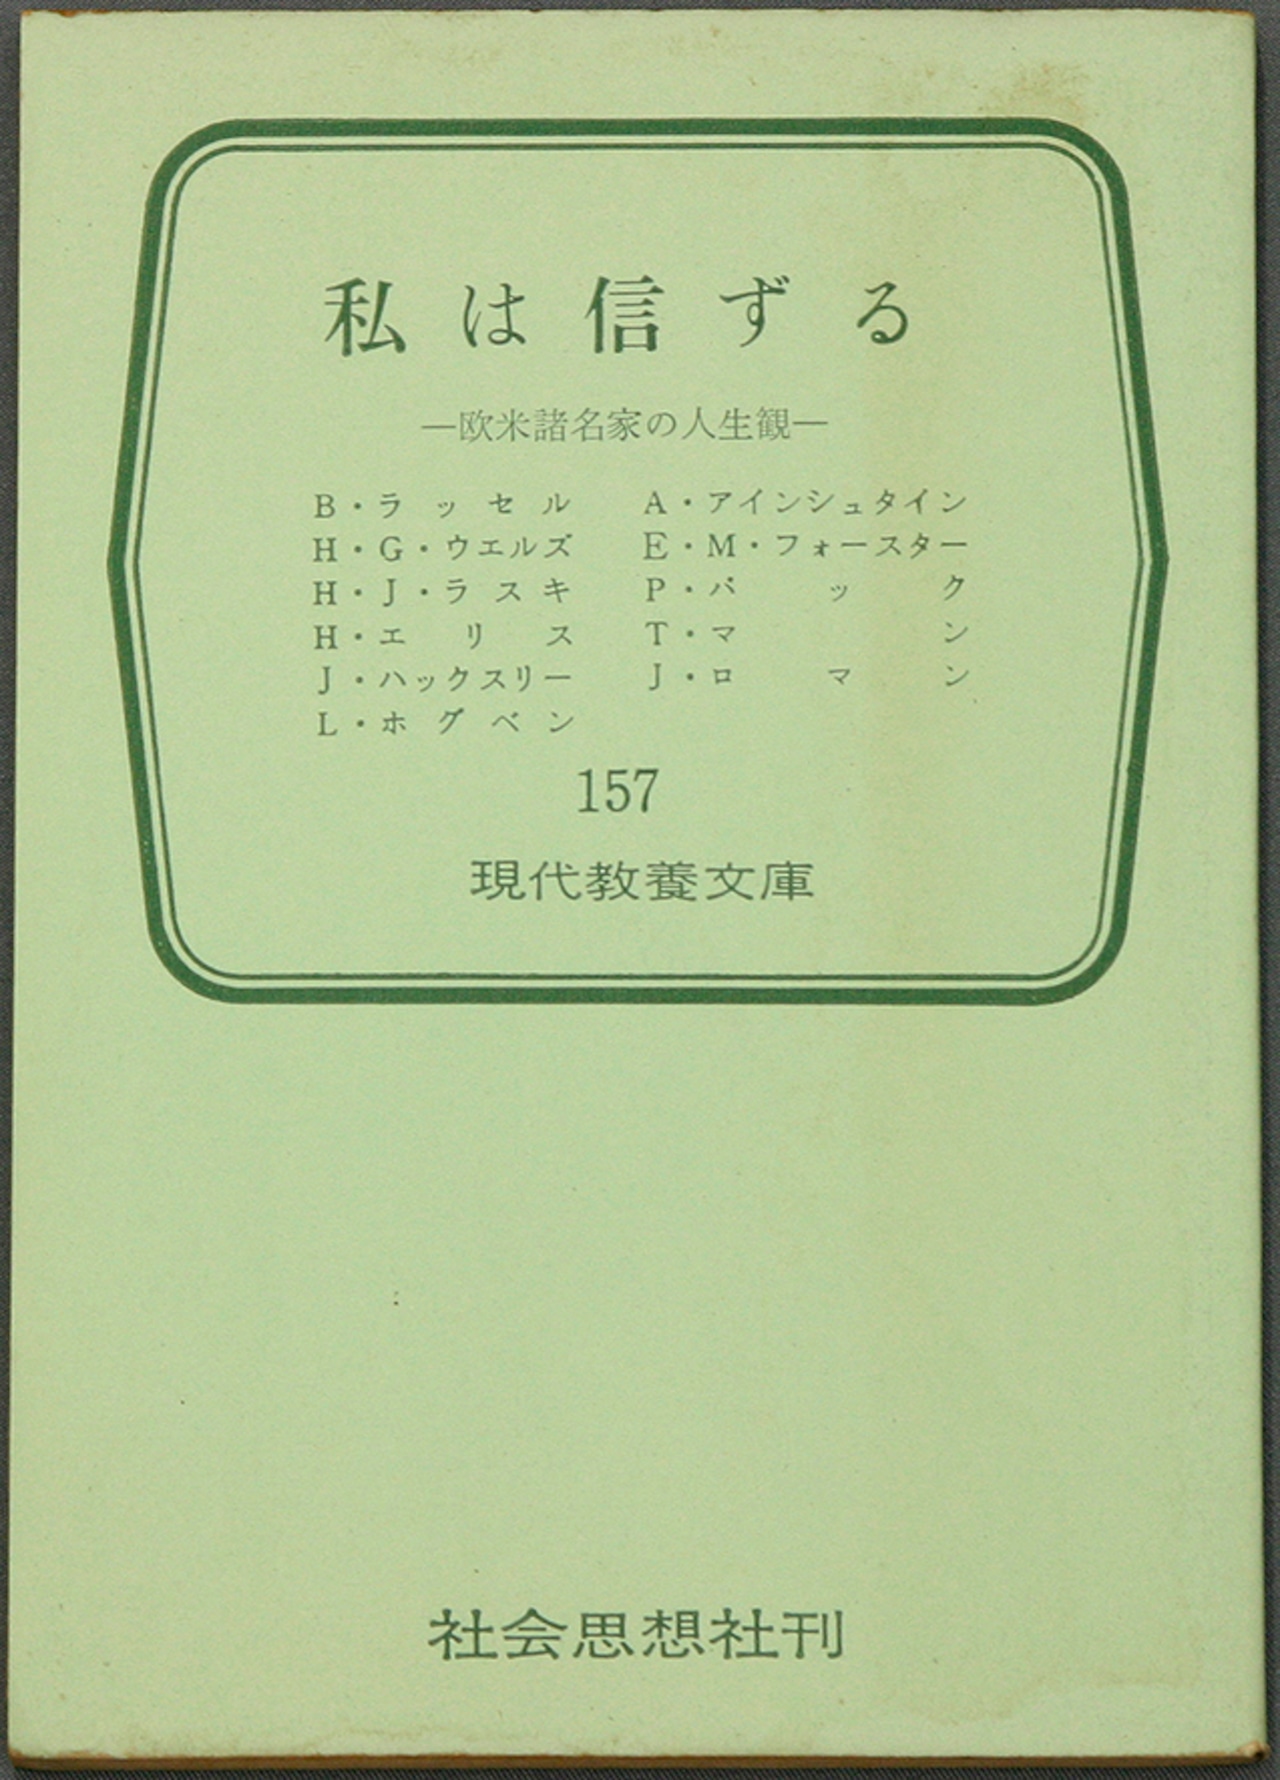 私は信ずる
―欧米諸名家の人生観―
B・ラッセル　A・アインシュタイン
H・G・ウエルズ　E・M・フォースター
H・J・ラスキ　P・バック
H・エリス　T・マン
J・ハックスリー　J・ロマン
L・ホグベン
157
現代教養文庫
社会思想社刊